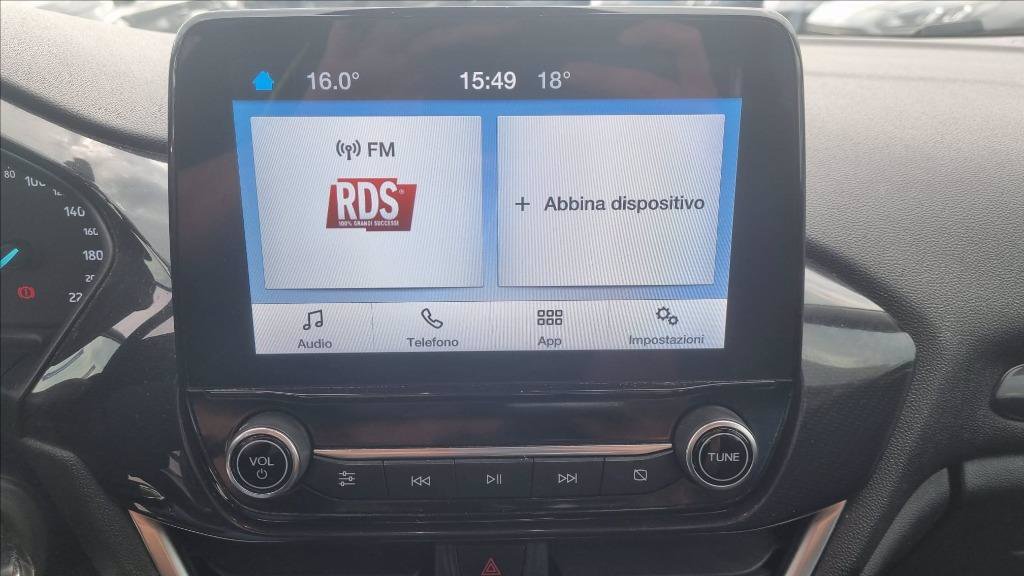 16.0° 15:49 18°
FM
RDS®
100% GRANDI SUCCESSI
+ Abbina dispositivo
Audio Telefono App Impostazioni
VOL
TUNE
80
100
140
160
180